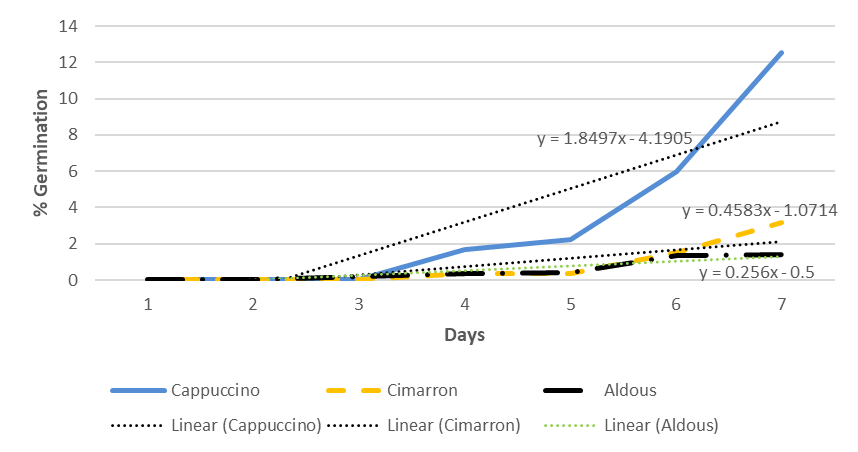 14
12
10
8
6
4
2
0
% Germination
y = 1.8497x - 4.1905
y = 0.4583x - 1.0714
y = 0.256x - 0.5
1 2 3 4 5 6 7
Days
Cappuccino Cimarron Aldous
Linear (Cappuccino) Linear (Cimarron) Linear (Aldous)